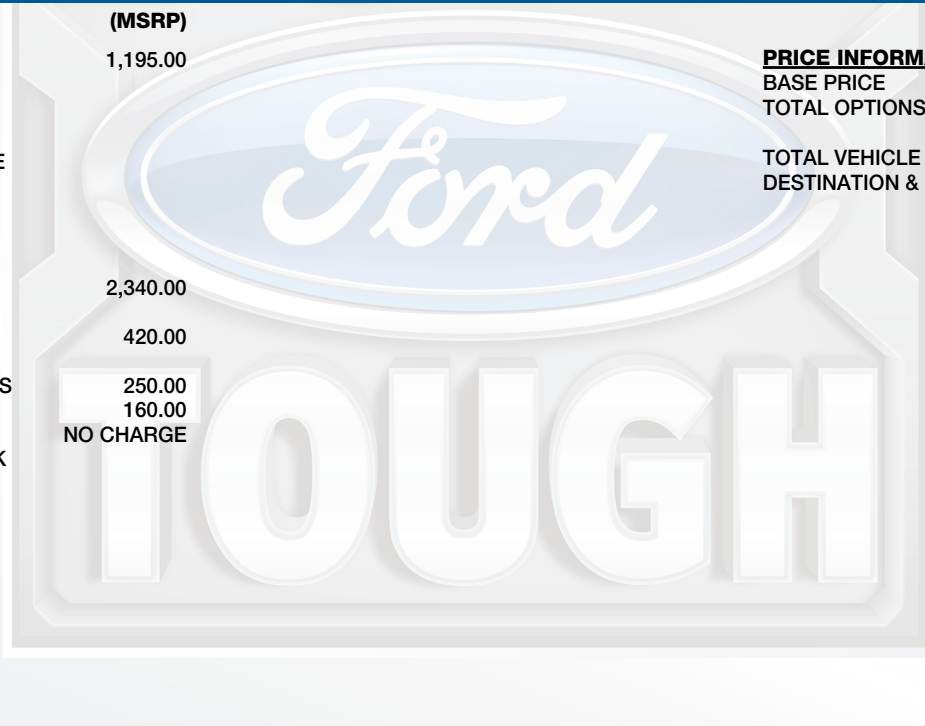 (MSRP)
1,195.00
E
2,340.00
420.00
S 250.00
160.00
NO CHARGE
K
PRICE INFORMA
BASE PRICE
TOTAL OPTIONS
TOTAL VEHICLE
DESTINATION &
Ford
TOUGH